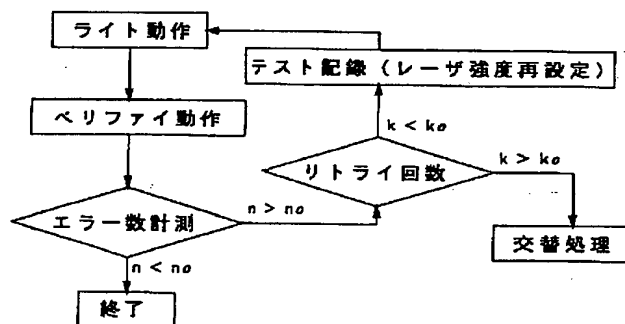 ライト動作
テスト記録（レーザ強度再設定）
ベリファイ動作
k < ko
リトライ回数
k > ko
エラー数計測
n > no
交替処理
n < no
終了